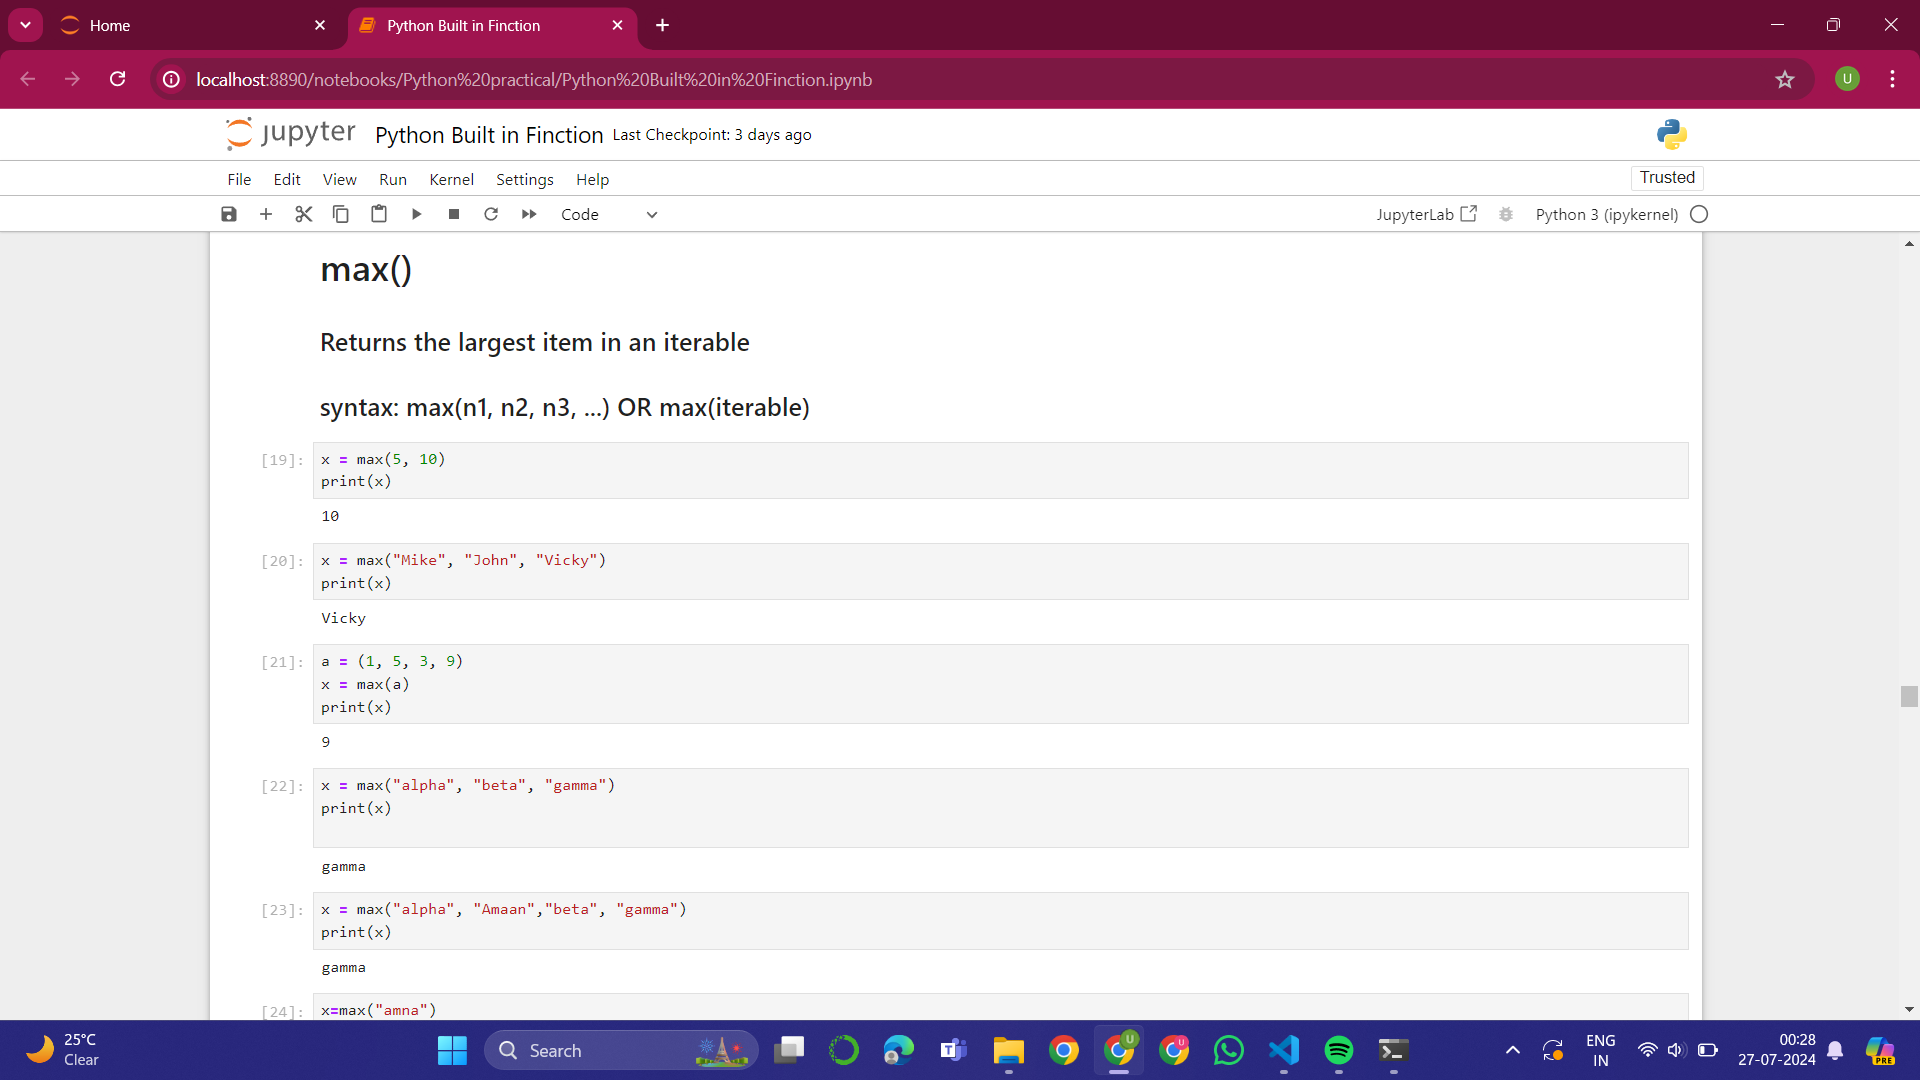 Home
Python Built in Finction
localhost:8890/notebooks/Python%20practical/Python%20Built%20in%20Finction.ipynb
U
jupyter Python Built in Finction Last Checkpoint: 3 days ago
File Edit View Run Kernel Settings Help
Trusted
Code
JupyterLab
Python 3 (ipykernel)
max()
Returns the largest item in an iterable
syntax: max(n1, n2, n3, ...) OR max(iterable)
[19]:
x = max(5, 10)
print(x)
10
[20]:
x = max("Mike", "John", "Vicky")
print(x)
Vicky
[21]:
a = (1, 5, 3, 9)
x = max(a)
print(x)
9
[22]:
x = max("alpha", "beta", "gamma")
print(x)
gamma
[23]:
x = max("alpha", "Amaan","beta", "gamma")
print(x)
gamma
[24]:
x=max("amna")
25°C
Clear
Search
T
U
U
ENG
IN
00:28
27-07-2024
PRE